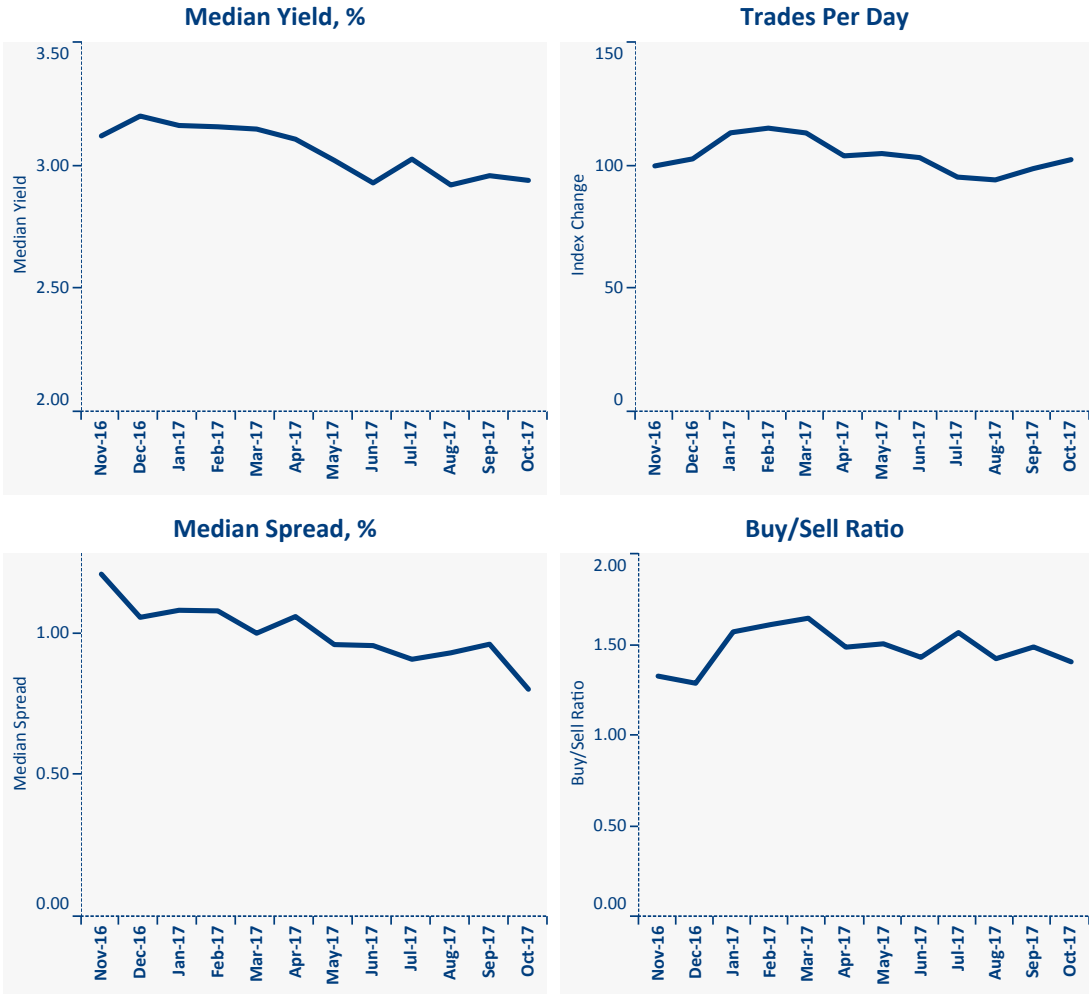 Median Yield, %
3.50
3.00
2.50
2.00
Median Yield
Nov-16
Dec-16
Jan-17
Feb-17
Mar-17
Apr-17
May-17
Jun-17
Jul-17
Aug-17
Sep-17
Oct-17
Trades Per Day
150
100
50
0
Index Change
Nov-16
Dec-16
Jan-17
Feb-17
Mar-17
Apr-17
May-17
Jun-17
Jul-17
Aug-17
Sep-17
Oct-17
Median Spread, %
1.00
0.50
0.00
Median Spread
Nov-16
Dec-16
Jan-17
Feb-17
Mar-17
Apr-17
May-17
Jun-17
Jul-17
Aug-17
Sep-17
Oct-17
Buy/Sell Ratio
2.00
1.50
1.00
0.50
0.00
Buy/Sell Ratio
Nov-16
Dec-16
Jan-17
Feb-17
Mar-17
Apr-17
May-17
Jun-17
Jul-17
Aug-17
Sep-17
Oct-17